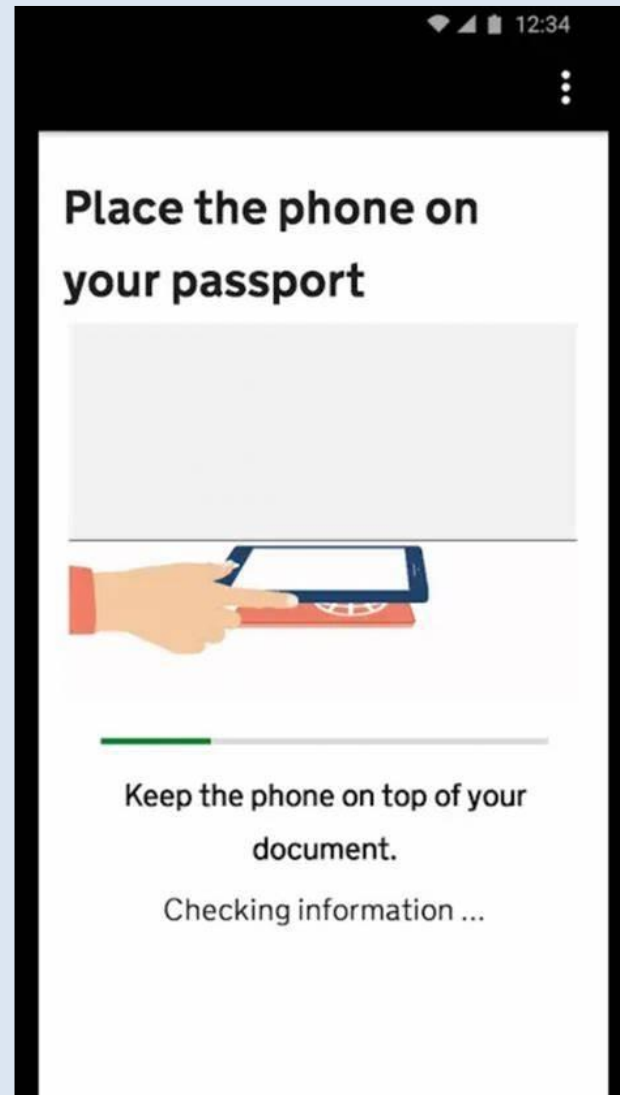 12:34
Place the phone on
your passport
Keep the phone on top of your
document.
Checking information ...